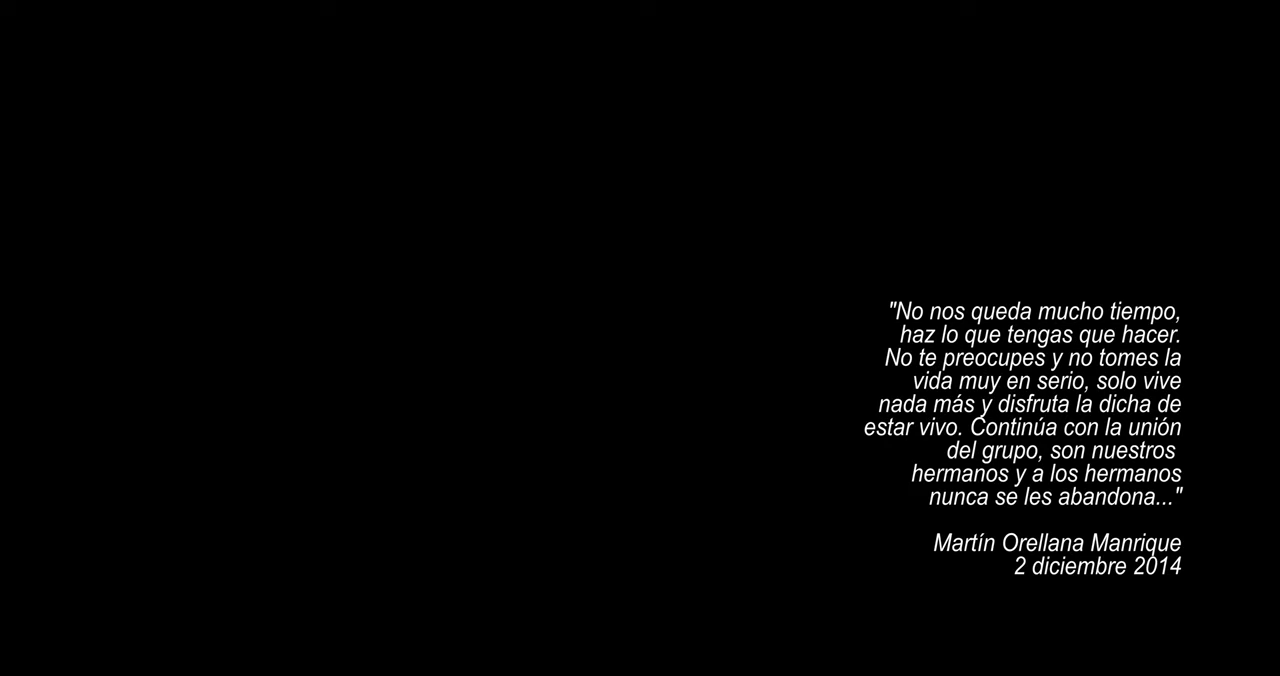 "No nos queda mucho tiempo,
haz lo que tengas que hacer.
No te preocupes y no tomes la
vida muy en serio, solo vive
nada más y disfruta la dicha de
estar vivo. Continúa con la unión
del grupo, son nuestros
hermanos y a los hermanos
nunca se les abandona..."
Martín Orellana Manrique
2 diciembre 2014